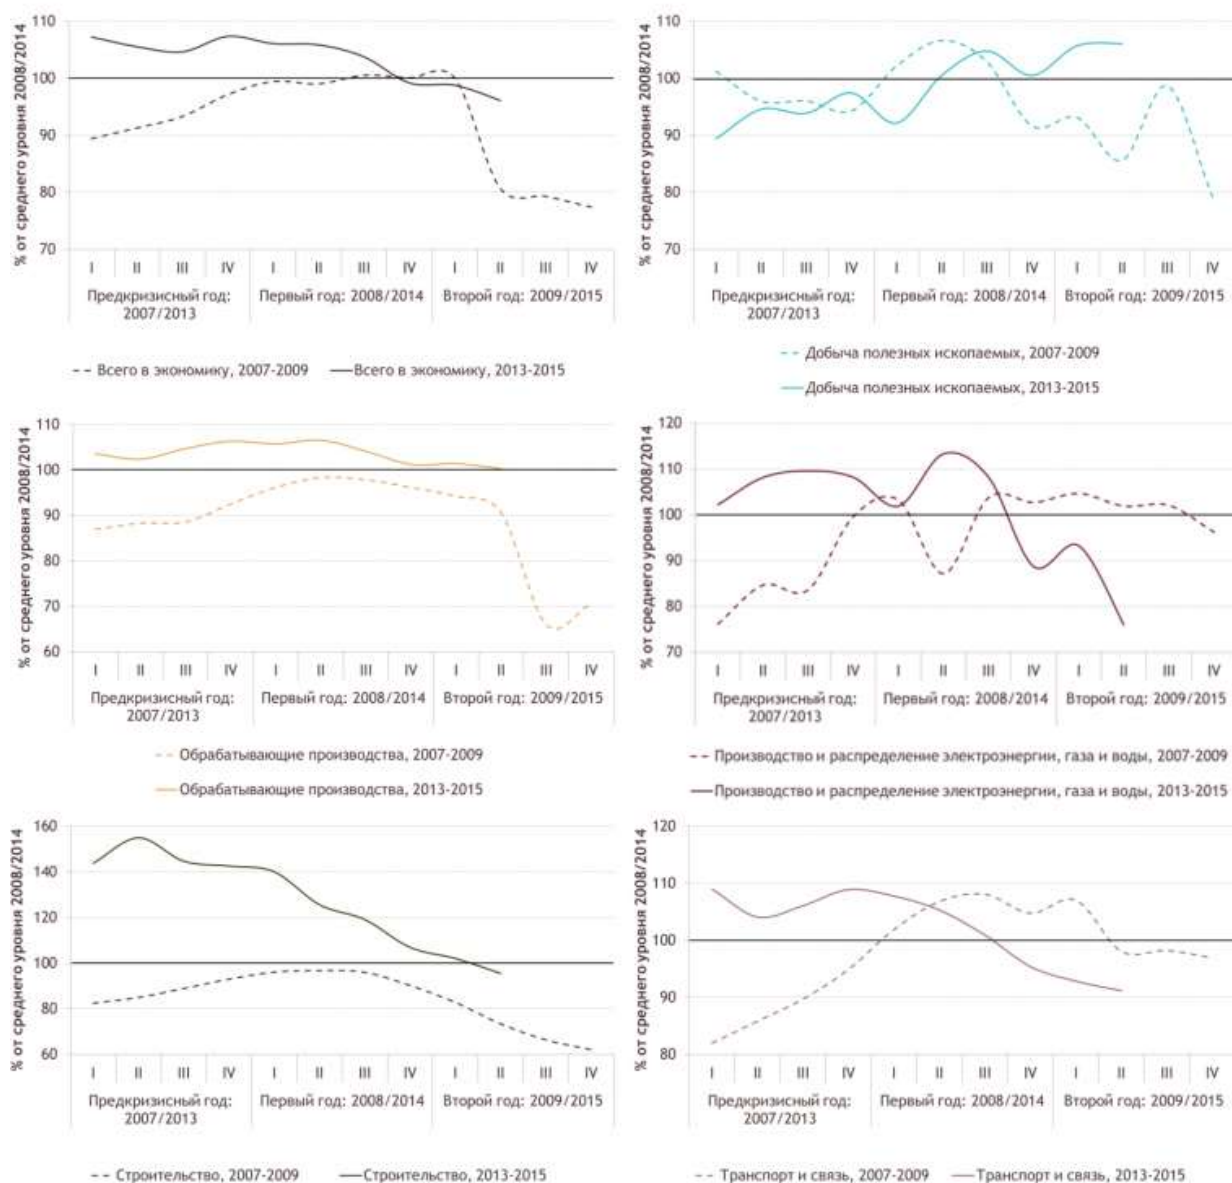 % от среднего уровня 2008/2014
110
100
90
80
70
I II III IV I II III IV I II III IV
Предкризисный год: 2007/2013
Первый год: 2008/2014
Второй год: 2009/2015
Всего в экономику, 2007-2009
Всего в экономику, 2013-2015
% от среднего уровня 2008/2014
110
100
90
80
70
I II III IV I II III IV I II III IV
Предкризисный год: 2007/2013
Первый год: 2008/2014
Второй год: 2009/2015
Добыча полезных ископаемых, 2007-2009
Добыча полезных ископаемых, 2013-2015
% от среднего уровня 2008/2014
110
100
90
80
70
60
I II III IV I II III IV I II III IV
Предкризисный год: 2007/2013
Первый год: 2008/2014
Второй год: 2009/2015
Обрабатывающие производства, 2007-2009
Обрабатывающие производства, 2013-2015
% от среднего уровня 2008/2014
120
110
100
90
80
70
I II III IV I II III IV I II III IV
Предкризисный год: 2007/2013
Первый год: 2008/2014
Второй год: 2009/2015
Производство и распределение электроэнергии, газа и воды, 2007-2009
Производство и распределение электроэнергии, газа и воды, 2013-2015
% от среднего уровня 2008/2014
160
140
120
100
80
60
I II III IV I II III IV I II III IV
Предкризисный год: 2007/2013
Первый год: 2008/2014
Второй год: 2009/2015
Строительство, 2007-2009
Строительство, 2013-2015
% от среднего уровня 2008/2014
120
110
100
90
80
I II III IV I II III IV I II III IV
Предкризисный год: 2007/2013
Первый год: 2008/2014
Второй год: 2009/2015
Транспорт и связь, 2007-2009
Транспорт и связь, 2013-2015